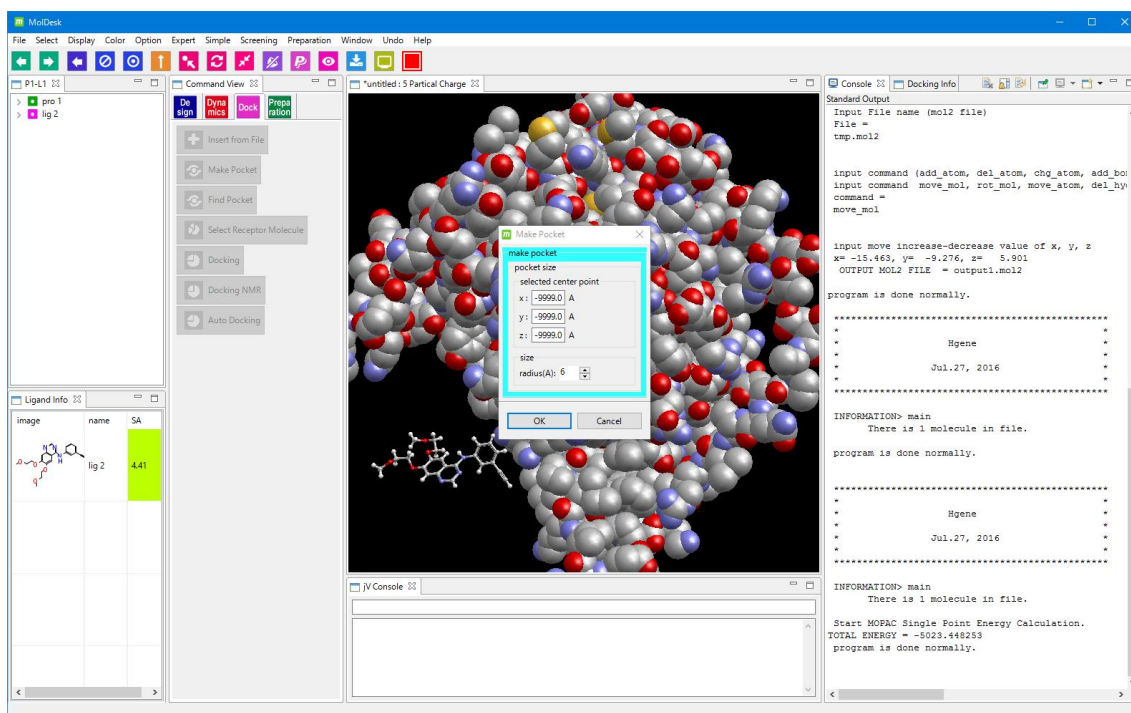 MolDesk
File Select Display Color Option Expert Simple Screening Preparation Window Undo Help
P1-L1
pro 1
lig 2
Command View
De sign
Dyna mics
Dock
Prepa ration
Insert from File
Make Pocket
Find Pocket
Select Receptor Molecule
Docking
Docking NMR
Auto Docking
Ligand Info
image name SA
lig 2 4.41
*untitled : 5 Partical Charge
Make Pocket
make pocket
pocket size
selected center point
x : -9999.0 A
y : -9999.0 A
z : -9999.0 A
size
radius(A): 6
OK Cancel
jV Console
Console Docking Info
Standard Output
Input File name (mol2 file)
File =
tmp.mol2
input command (add_atom, del_atom, chg_atom, add_bo
input command move_mol, rot_mol, move_atom, del_hy
command =
move_mol
input move increase-decrease value of x, y, z
x= -15.463, y= -9.276, z= 5.901
OUTPUT MOL2 FILE = output1.mol2
program is done normally.
**************************************************
* *
* Hgene *
* *
* Jul.27, 2016 *
* *
**************************************************
INFORMATION> main
There is 1 molecule in file.
program is done normally.
**************************************************
* *
* Hgene *
* *
* Jul.27, 2016 *
* *
**************************************************
INFORMATION> main
There is 1 molecule in file.
Start MOPAC Single Point Energy Calculation.
TOTAL ENERGY = -5023.448253
program is done normally.